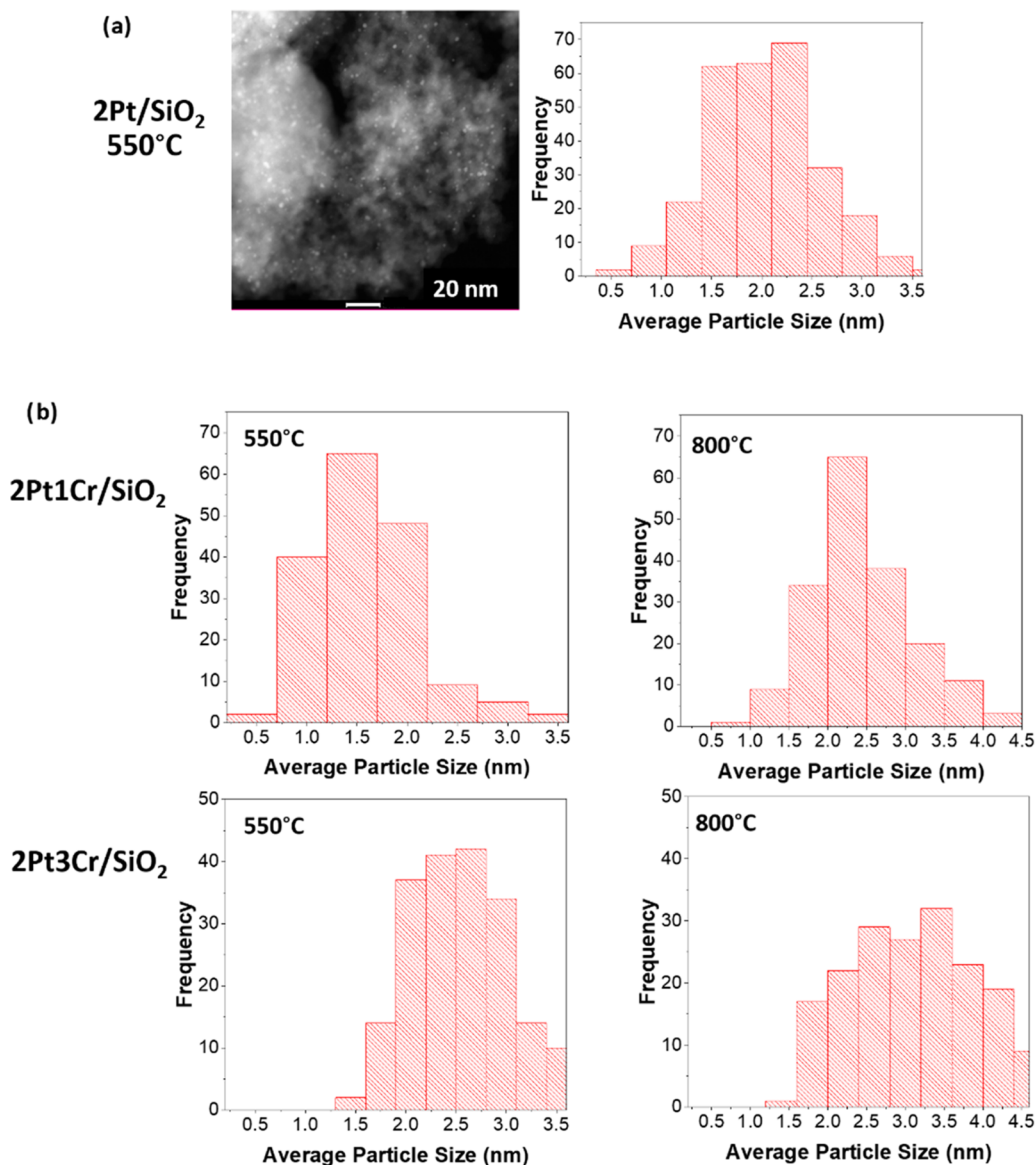 (a)
2Pt/SiO₂
550°C
20 nm
Frequency
70
60
50
40
30
20
10
0
0.5 1.0 1.5 2.0 2.5 3.0 3.5
Average Particle Size (nm)
(b)
2Pt1Cr/SiO₂
550°C
Frequency
70
60
50
40
30
20
10
0
0.5 1.0 1.5 2.0 2.5 3.0 3.5
Average Particle Size (nm)
800°C
Frequency
70
60
50
40
30
20
10
0
0.5 1.0 1.5 2.0 2.5 3.0 3.5 4.0 4.5
Average Particle Size (nm)
2Pt3Cr/SiO₂
550°C
Frequency
50
40
30
20
10
0
0.5 1.0 1.5 2.0 2.5 3.0 3.5
Average Particle Size (nm)
800°C
Frequency
50
40
30
20
10
0
0.5 1.0 1.5 2.0 2.5 3.0 3.5 4.0 4.5
Average Particle Size (nm)